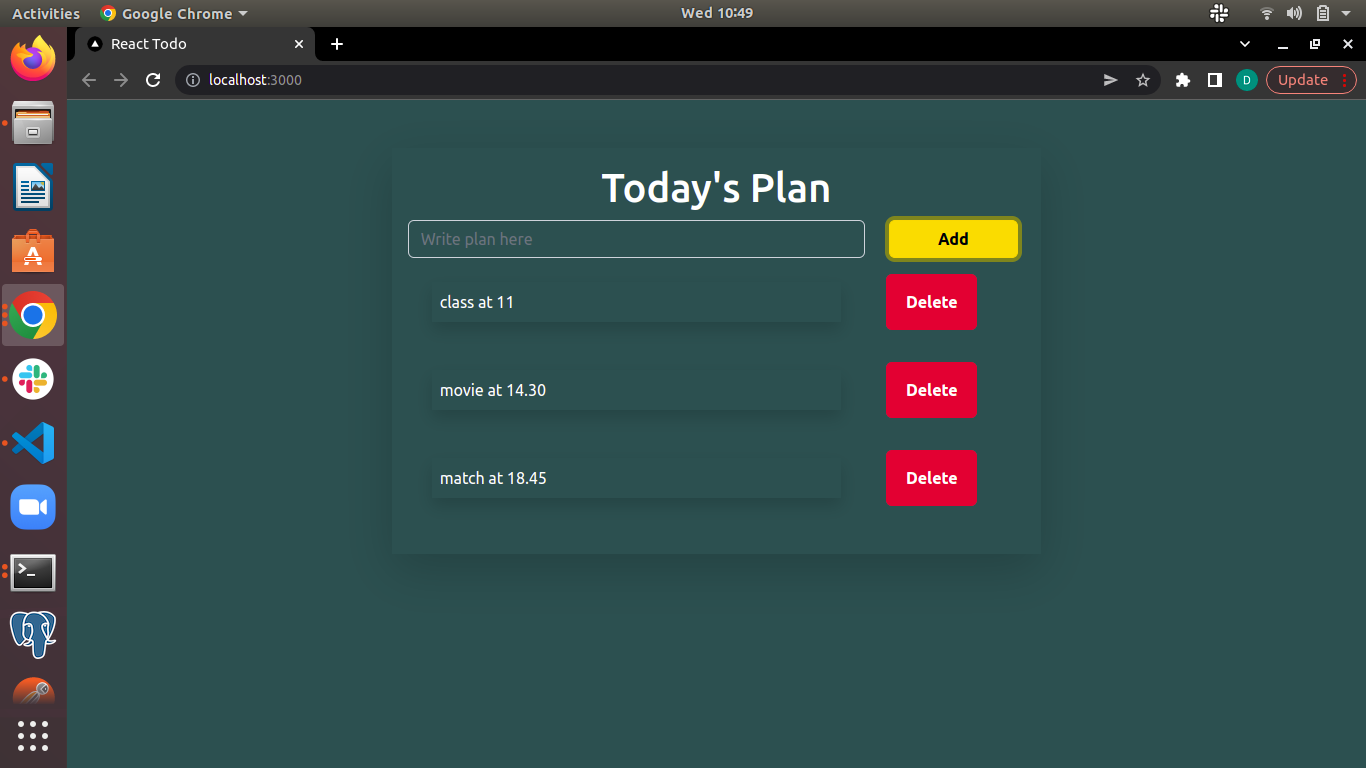 Activities
Google Chrome
Wed 10:49
React Todo
localhost:3000
D
Update
Today's Plan
Write plan here
Add
class at 11
Delete
movie at 14.30
Delete
match at 18.45
Delete